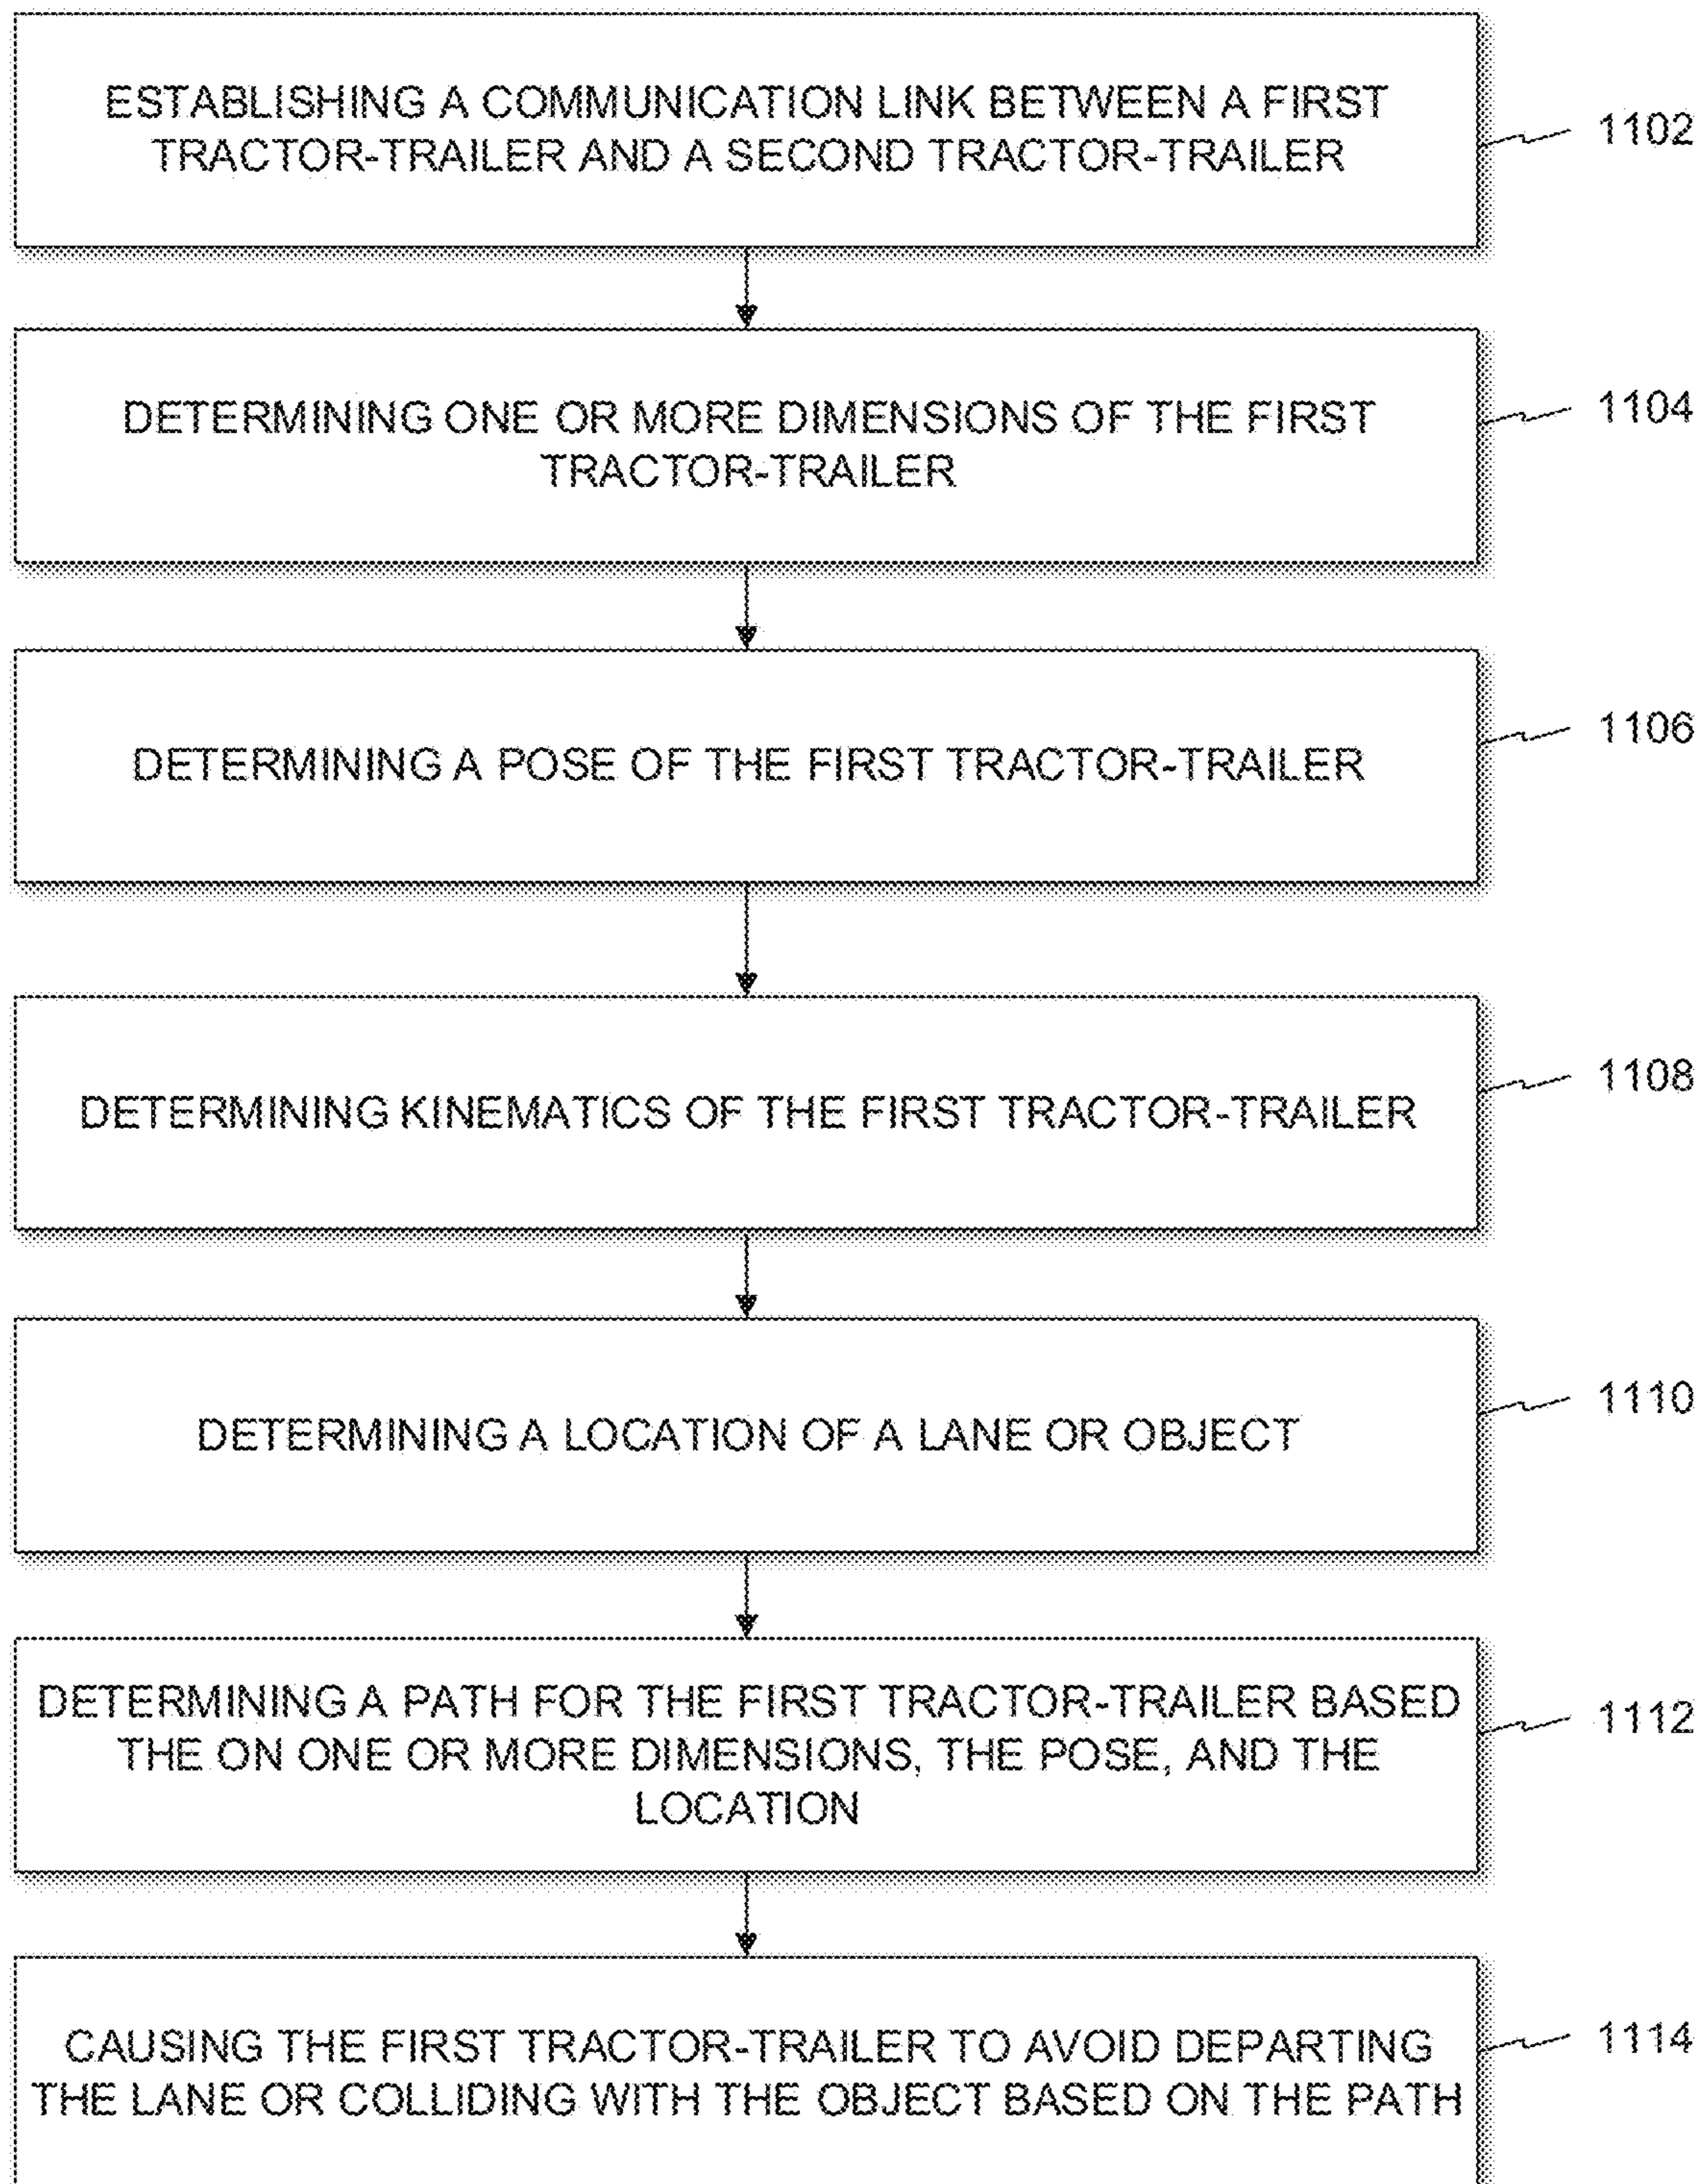 ESTABLISHING A COMMUNICATION LINK BETWEEN A FIRST
TRACTOR-TRAILER AND A SECOND TRACTOR-TRAILER
1102
DETERMINING ONE OR MORE DIMENSIONS OF THE FIRST
TRACTOR-TRAILER
1104
DETERMINING A POSE OF THE FIRST TRACTOR-TRAILER
1106
DETERMINING KINEMATICS OF THE FIRST TRACTOR-TRAILER
1108
DETERMINING A LOCATION OF A LANE OR OBJECT
1110
DETERMINING A PATH FOR THE FIRST TRACTOR-TRAILER BASED
THE ON ONE OR MORE DIMENSIONS, THE POSE, AND THE
LOCATION
1112
CAUSING THE FIRST TRACTOR-TRAILER TO AVOID DEPARTING
THE LANE OR COLLIDING WITH THE OBJECT BASED ON THE PATH
1114